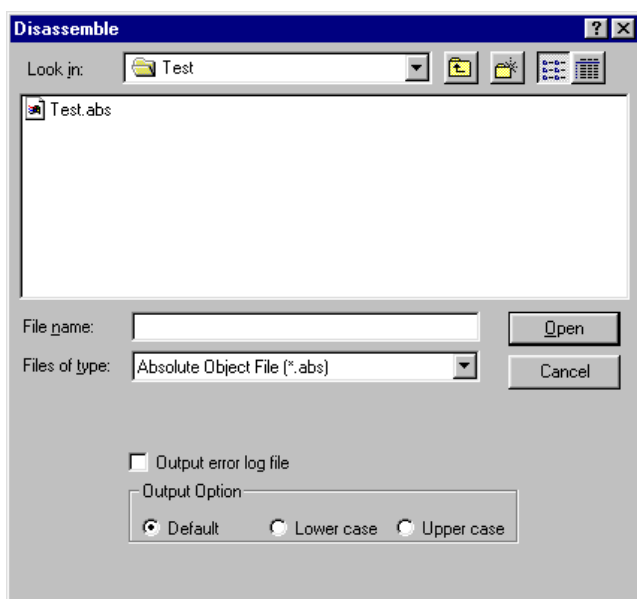 Disassemble
Look in: Test
Test.abs
File name: Open
Files of type: Absolute Object File (*.abs) Cancel
Output error log file
Output Option
Default Lower case Upper case